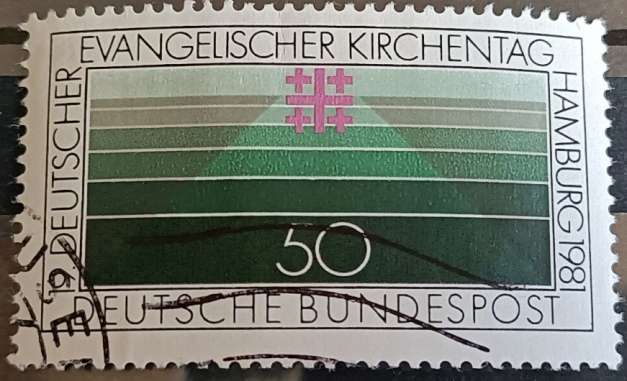 19. DEUTSCHER
EVANGELISCHER KIRCHENTAG
HAMBURG 1981
50
DEUTSCHE BUNDESPOST